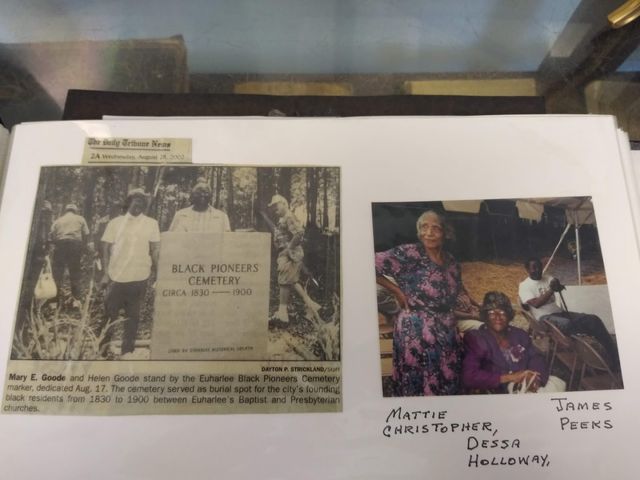 The Daily Tribune News
2A Wednesday, August 28, 2002
BLACK PIONEERS
CEMETERY
CIRCA 1830 — 1900
DAYTON P. STRICKLAND/Staff
Mary E. Goode and Helen Goode stand by the Euharlee Black Pioneers Cemetery
marker, dedicated Aug. 17. The cemetery served as burial spot for the city's founding
black residents from 1830 to 1900 between Euharlee's Baptist and Presbyterian
churches.
MATTIE
CHRISTOPHER,
DESSA
HOLLOWAY,
JAMES
PEEKS